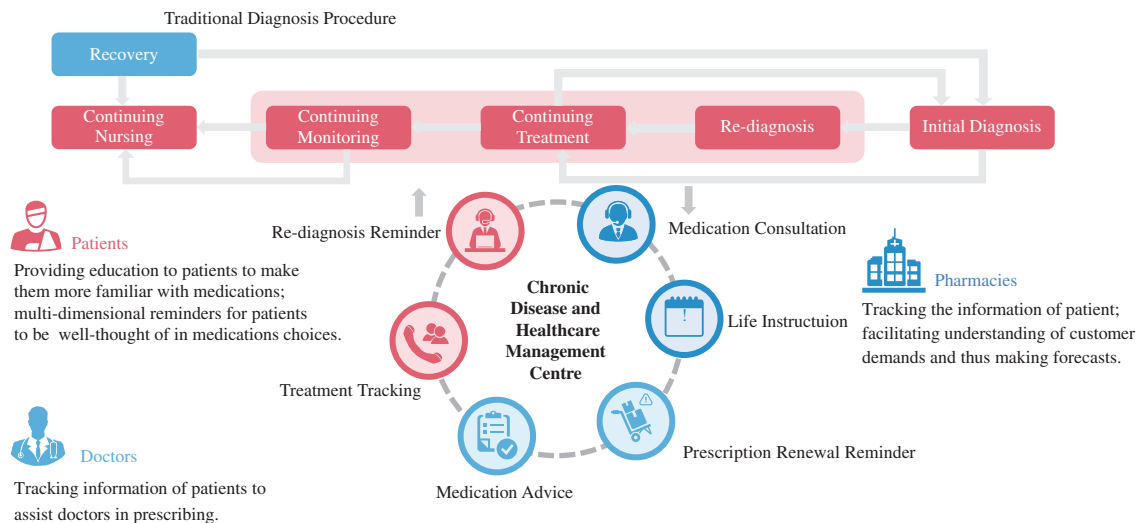 Traditional Diagnosis Procedure
Recovery
Continuing
Nursing
Continuing
Monitoring
Continuing
Treatment
Re-diagnosis
Initial Diagnosis
Re-diagnosis Reminder
Medication Consultation
Patients
Providing education to patients to make
them more familiar with medications;
multi-dimensional reminders for patients
to be well-thought of in medications choices.
Chronic
Disease and
Healthcare
Management
Centre
Life Instructuion
Pharmacies
Tracking the information of patient;
facilitating understanding of customer
demands and thus making forecasts.
Treatment Tracking
Prescription Renewal Reminder
Doctors
Medication Advice
Tracking information of patients to
assist doctors in prescribing.